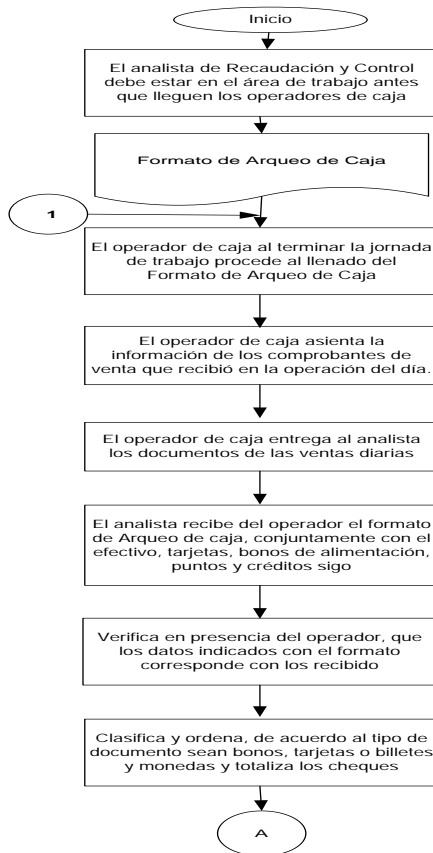 Inicio
El analista de Recaudación y Control
debe estar en el área de trabajo antes
que lleguen los operadores de caja
Formato de Arqueo de Caja
1
El operador de caja al terminar la jornada
de trabajo procede al llenado del
Formato de Arqueo de Caja
El operador de caja asienta la
información de los comprobantes de
venta que recibió en la operación del día.
El operador de caja entrega al analista
los documentos de las ventas diarias
El analista recibe del operador el formato
de Arqueo de caja, conjuntamente con el
efectivo, tarjetas, bonos de alimentación,
puntos y créditos sigo
Verifica en presencia del operador, que
los datos indicados con el formato
corresponde con los recibido
Clasifica y ordena, de acuerdo al tipo de
documento sean bonos, tarjetas o billetes
y monedas y totaliza los cheques
A